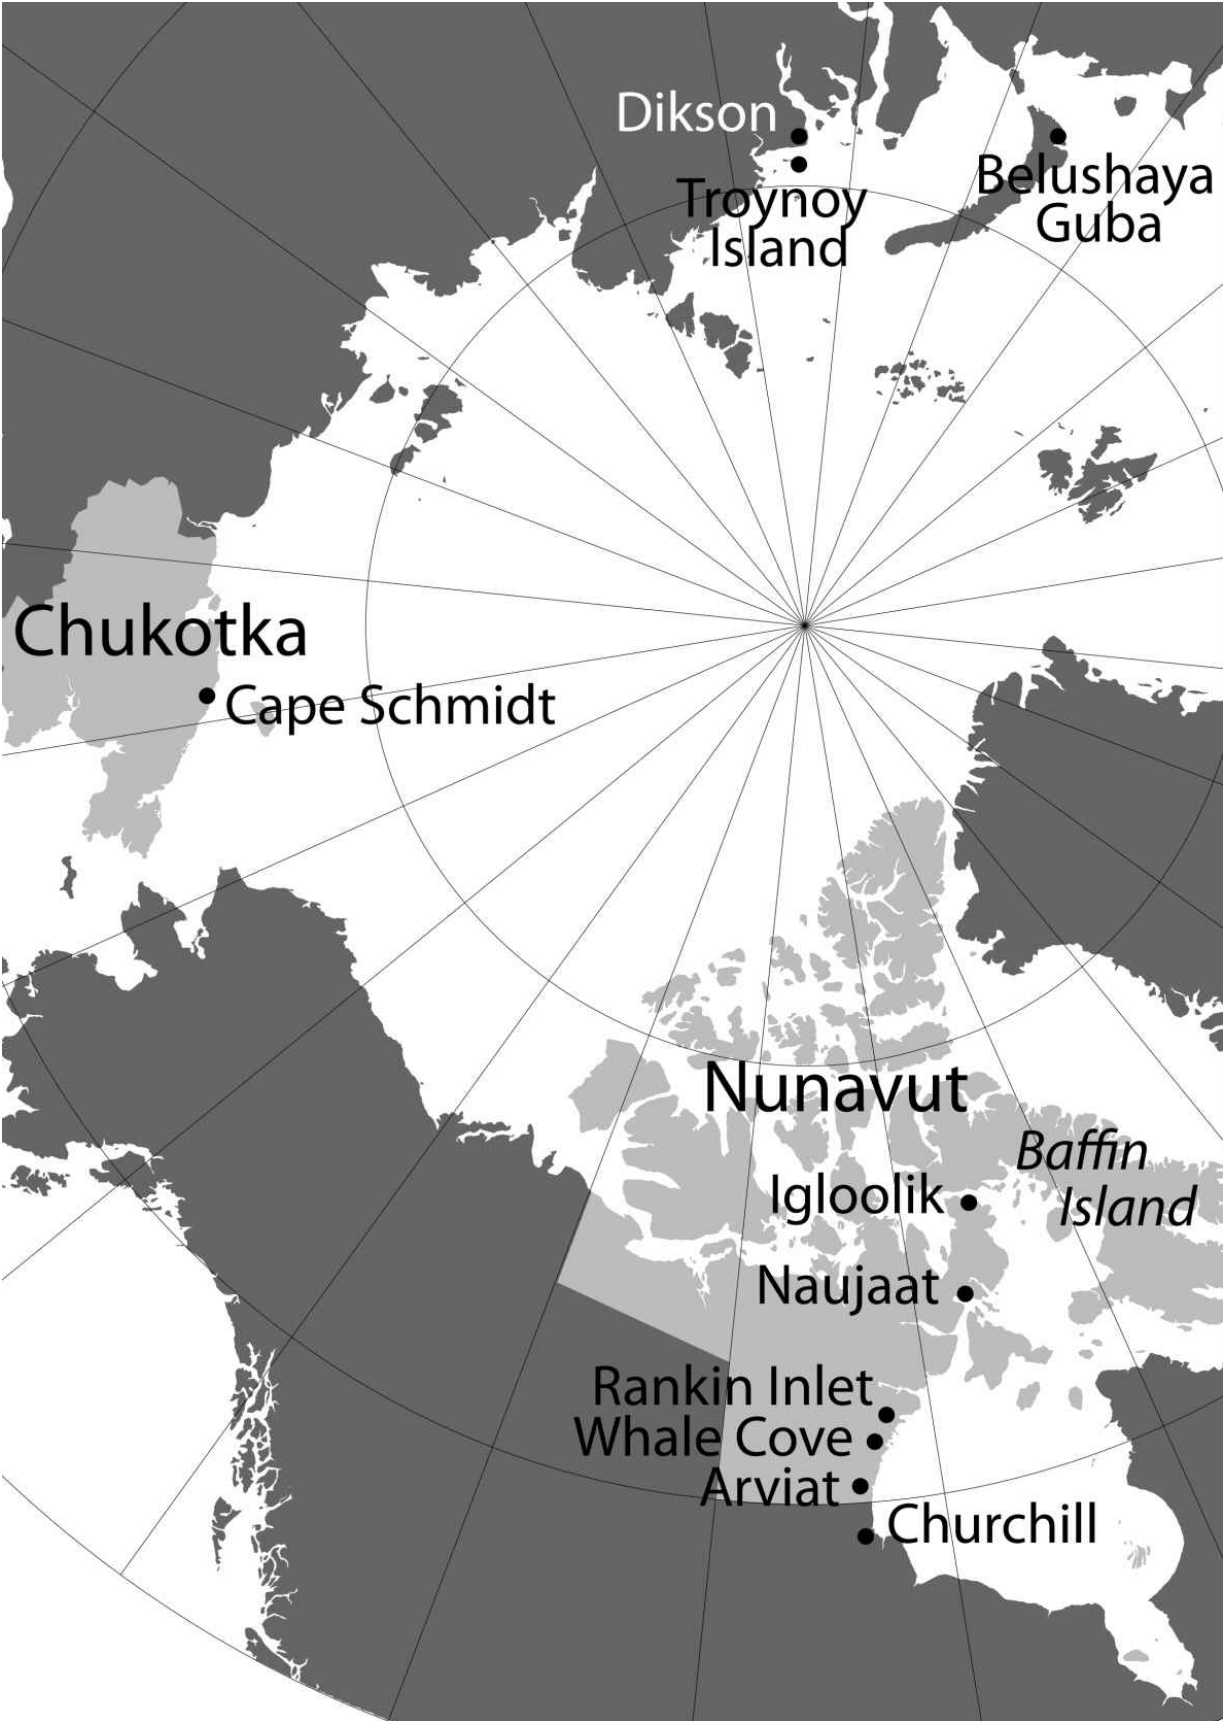 Dikson
Troynoy
Island
Belushaya
Guba
Chukotka
Cape Schmidt
Nunavut
Baffin
Island
Igloolik
Naujaat
Rankin Inlet
Whale Cove
Arviat
Churchill